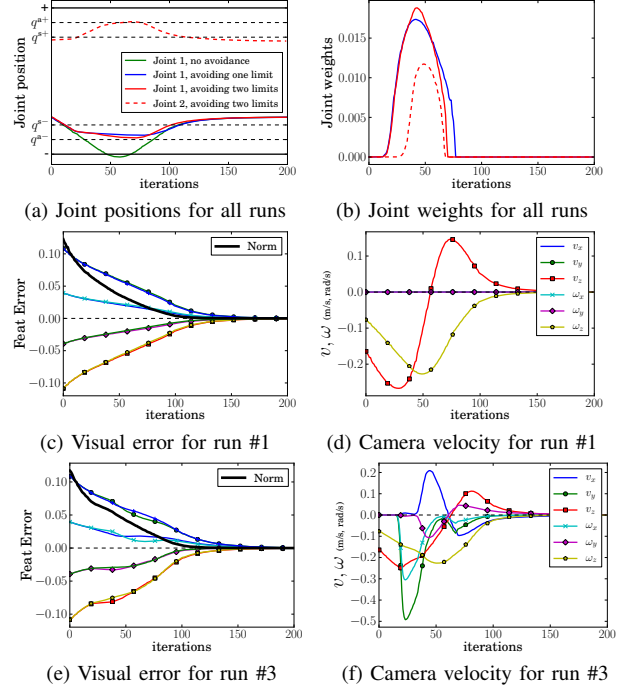 +
q^{a+}
q^{s+}
q^{s−}
q^{a−}
-
Joint position
Joint 1, no avoidance
Joint 1, avoiding one limit
Joint 1, avoiding two limits
Joint 2, avoiding two limits
0 50 100 150 200
iterations
(a) Joint positions for all runs
Joint weights
0.015
0.010
0.005
0.000
0 50 100 150 200
iterations
(b) Joint weights for all runs
Feat Error
0.10
0.05
0.00
−0.05
−0.10
Norm
0 50 100 150 200
iterations
(c) Visual error for run #1
v, ω (m/s, rad/s)
0.1
0.0
−0.1
−0.2
v_x
v_y
v_z
ω_x
ω_y
ω_z
0 50 100 150 200
iterations
(d) Camera velocity for run #1
Feat Error
0.10
0.05
0.00
−0.05
−0.10
Norm
0 50 100 150 200
iterations
(e) Visual error for run #3
v, ω (m/s, rad/s)
0.2
0.1
0.0
−0.1
−0.2
−0.3
−0.4
−0.5
v_x
v_y
v_z
ω_x
ω_y
ω_z
0 50 100 150 200
iterations
(f) Camera velocity for run #3